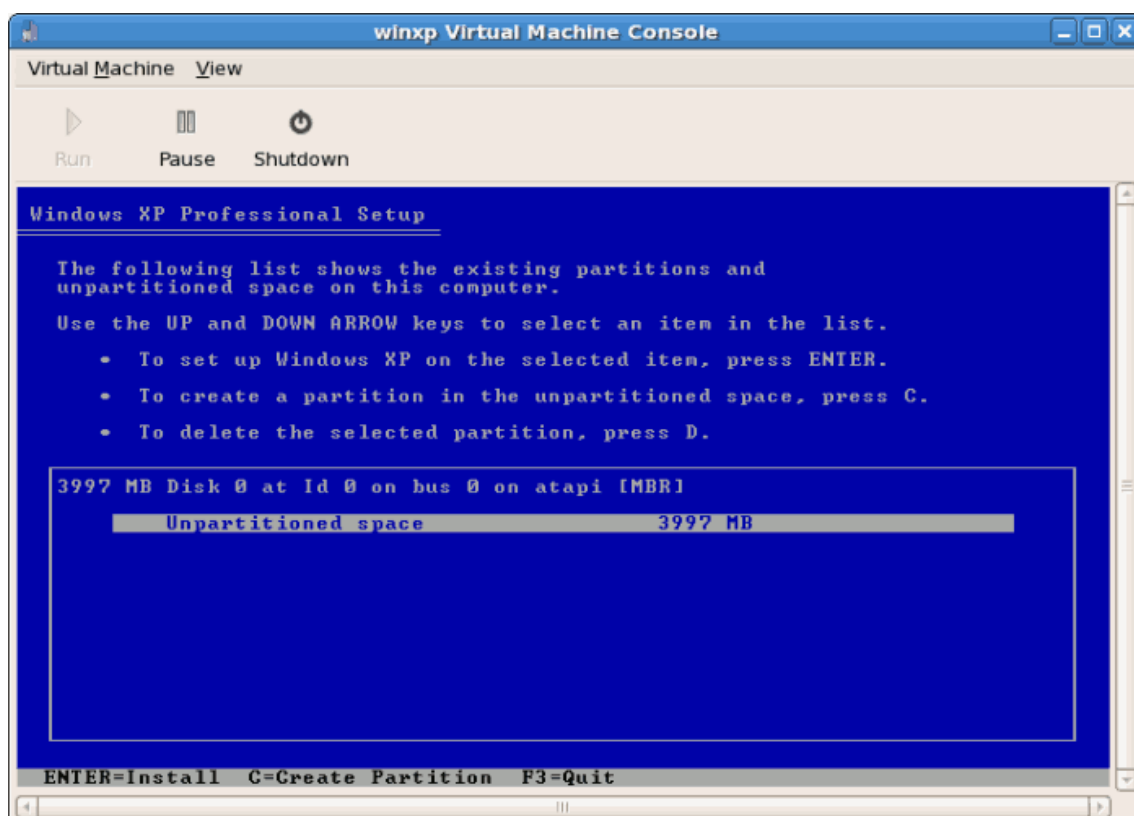 winxp Virtual Machine Console
Virtual Machine View
Run Pause Shutdown
Windows XP Professional Setup
The following list shows the existing partitions and
unpartitioned space on this computer.
Use the UP and DOWN ARROW keys to select an item in the list.
• To set up Windows XP on the selected item, press ENTER.
• To create a partition in the unpartitioned space, press C.
• To delete the selected partition, press D.
3997 MB Disk 0 at Id 0 on bus 0 on atapi [MBR]
Unpartitioned space 3997 MB
ENTER=Install C=Create Partition F3=Quit